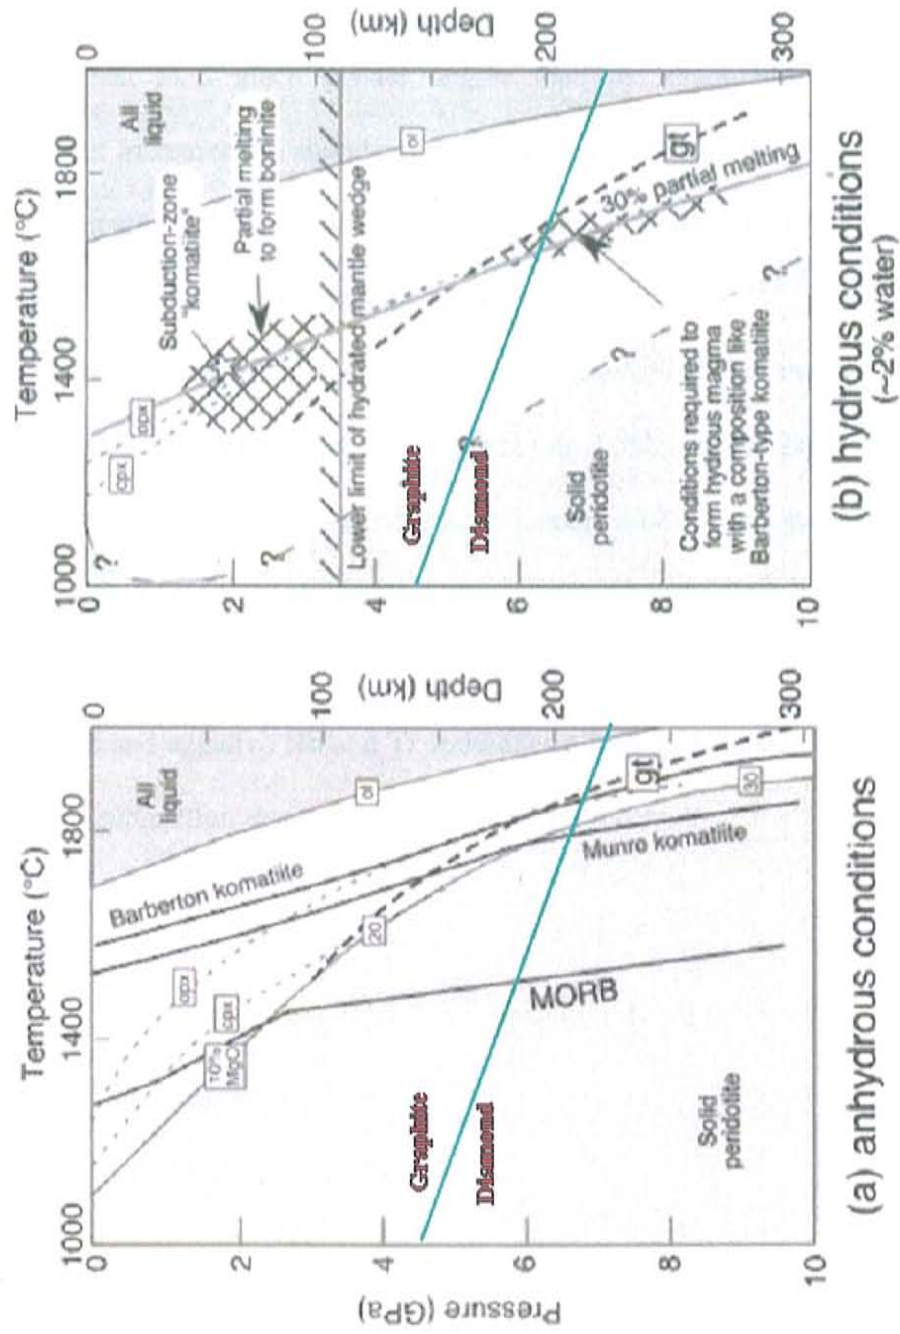 Temperature (°C)
1000
1400
1800
0
2
4
6
8
10
Pressure (GPa)
0
100
200
300
Depth (km)
All
liquid
Barberton komatiite
opx
cpx
10%
MgO
20
ol
gt
30
Munro komatiite
MORB
Graphite
Diamond
Solid
peridotite
(a) anhydrous conditions
Temperature (°C)
1000
1400
1800
0
2
4
6
8
10
0
100
200
300
Depth (km)
All
liquid
Subduction-zone
"komatiite"
Partial melting
to form boninite
opx
cpx
?
?
ol
Lower limit of hydrated mantle wedge
gt
30% partial melting
?
?
?
Graphite
Diamond
Solid
peridotite
Conditions required to
form hydrous magma
with a composition like
Barberton-type komatiite
(b) hydrous conditions
(~2% water)